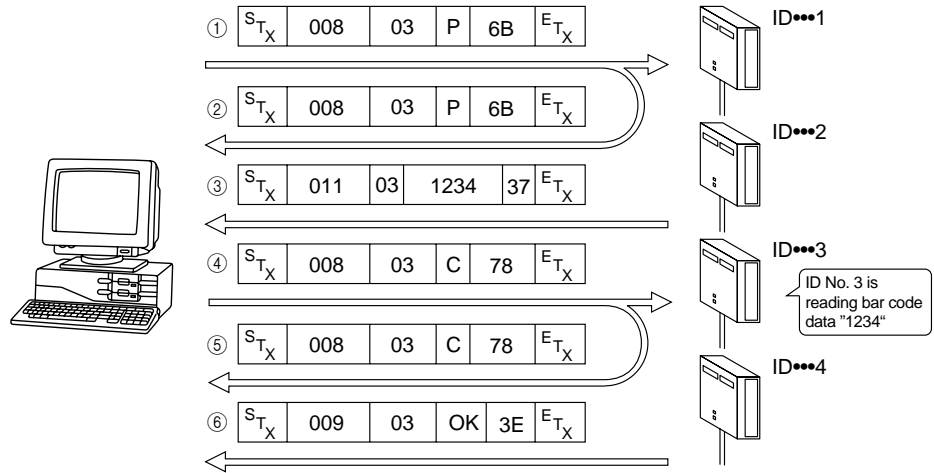 ① STX 008 03 P 6B ETX
② STX 008 03 P 6B ETX
③ STX 011 03 1234 37 ETX
④ STX 008 03 C 78 ETX
⑤ STX 008 03 C 78 ETX
⑥ STX 009 03 OK 3E ETX
ID•••1
ID•••2
ID•••3
ID No. 3 is
reading bar code
data "1234“
ID•••4